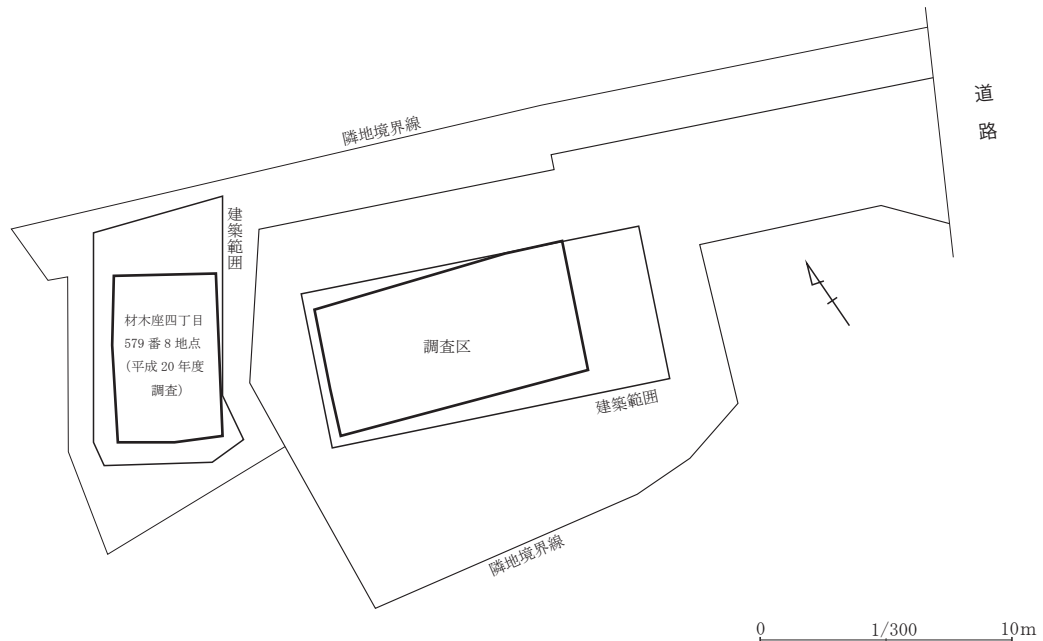 道
路
隣地境界線
建築範囲
材木座四丁目
579 番 8 地点
(平成 20 年度
調査)
調査区
建築範囲
隣地境界線
0 1/300 10m